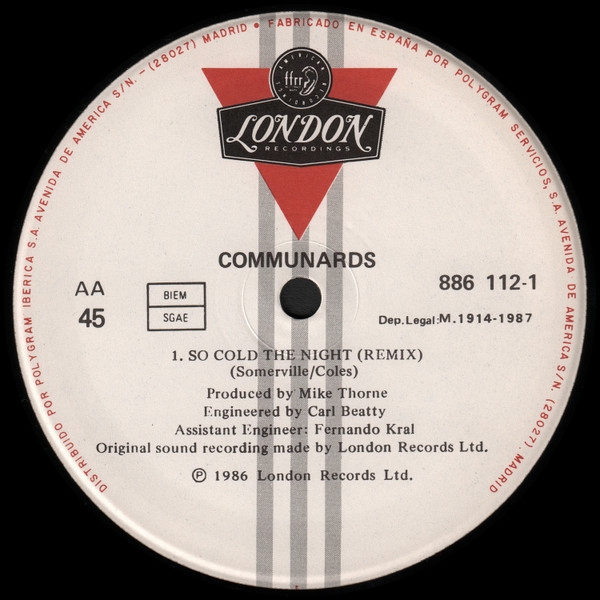 DISTRIBUIDO POR POLYGRAM IBERICA S.A. AVENIDA DE AMERICA S/N. - (28027) MADRID • FABRICADO EN ESPAÑA POR POLYGRAM SERVICIOS, S.A. AVENIDA DE AMERICA S/N. (28027) MADRID
ffrr
LONDON
RECORDINGS
COMMUNARDS
AA
45
BIEM
SGAE
886 112-1
Dep. Legal: M. 1914-1987
1. SO COLD THE NIGHT (REMIX)
(Somerville/Coles)
Produced by Mike Thorne
Engineered by Carl Beatty
Assistant Engineer: Fernando Kral
Original sound recording made by London Records Ltd.
Ⓟ 1986 London Records Ltd.